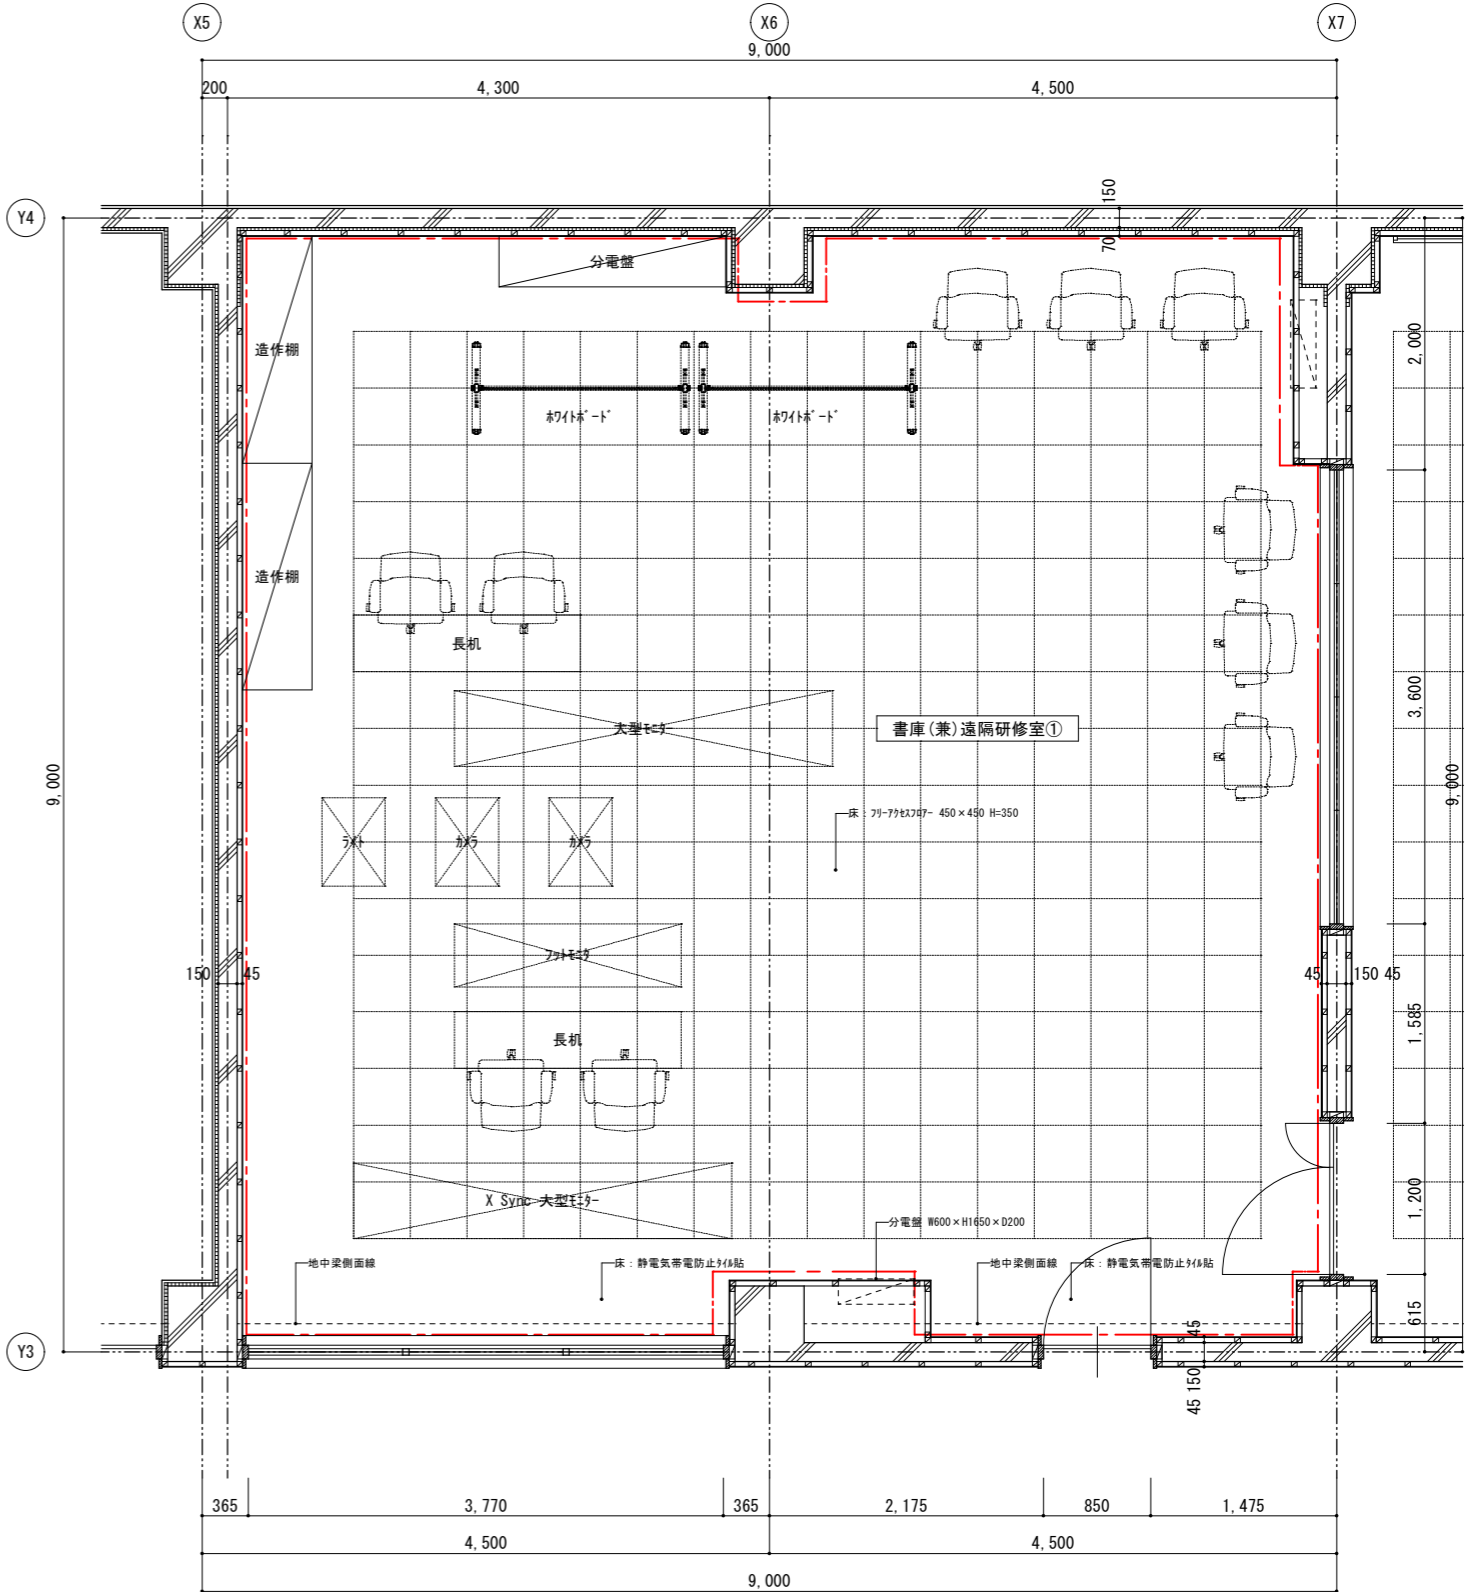 X5
X6
X7
9,000
200
4,300
4,500
Y4
150
70
分電盤
造作棚
2,000
ﾎﾜｲﾄﾎﾞｰﾄﾞ
ﾎﾜｲﾄﾎﾞｰﾄﾞ
造作棚
長机
3,600
大型ﾓﾆﾀ
書庫(兼)遠隔研修室①
9,000
9,000
床：ﾌﾘｰｱｸｾｽﾌﾛｱｰ 450×450 H=350
ﾗｲﾄ
ｶﾒﾗ
ｶﾒﾗ
ﾌｯﾄﾓﾆﾀ
150
45
45
150
45
1,585
長机
X Sync 大型ﾓﾆﾀｰ
1,200
分電盤 W600×H1650×D200
地中梁側面線
床：静電気帯電防止ﾀｲﾙ貼
地中梁側面線
床：静電気帯電防止ﾀｲﾙ貼
615
45
Y3
45 150
365
3,770
365
2,175
850
1,475
4,500
4,500
9,000